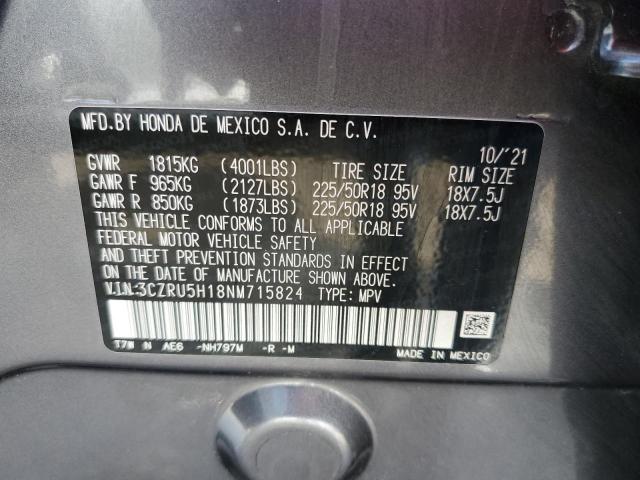 MFD.BY HONDA DE MEXICO S.A. DE C.V.
10/'21
GVWR 1815KG (4001LBS) TIRE SIZE RIM SIZE
GAWR F 965KG (2127LBS) 225/50R18 95V 18X7.5J
GAWR R 850KG (1873LBS) 225/50R18 95V 18X7.5J
THIS VEHICLE CONFORMS TO ALL APPLICABLE
FEDERAL MOTOR VEHICLE SAFETY
AND THEFT PREVENTION STANDARDS IN EFFECT
ON THE DATE OF MANUFACTURE SHOWN ABOVE.
V.I.N:3CZRU5H18NM715824 TYPE: MPV
T7W N AE6 -NH797M -R -M
MADE IN MEXICO